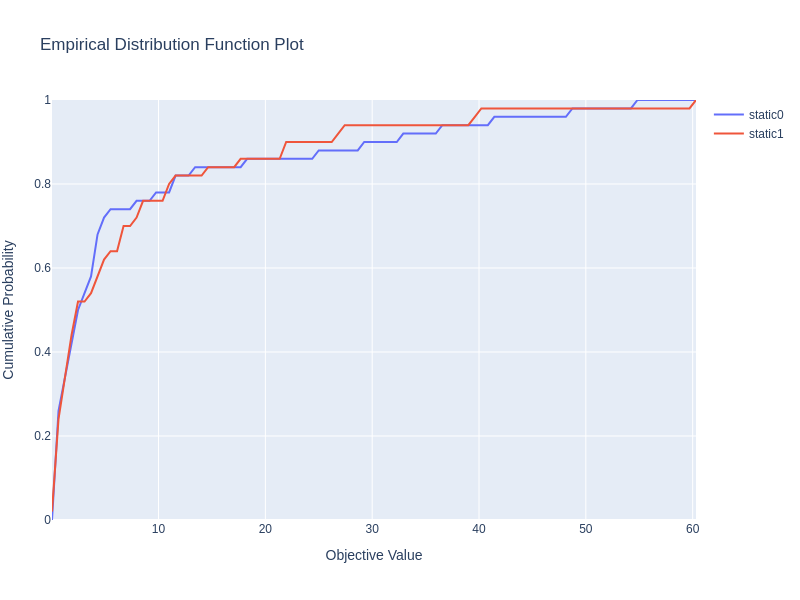 Empirical Distribution Function Plot
1
0.8
0.6
0.4
0.2
0
10
20
30
40
50
60
Cumulative Probability
Objective Value
static0
static1